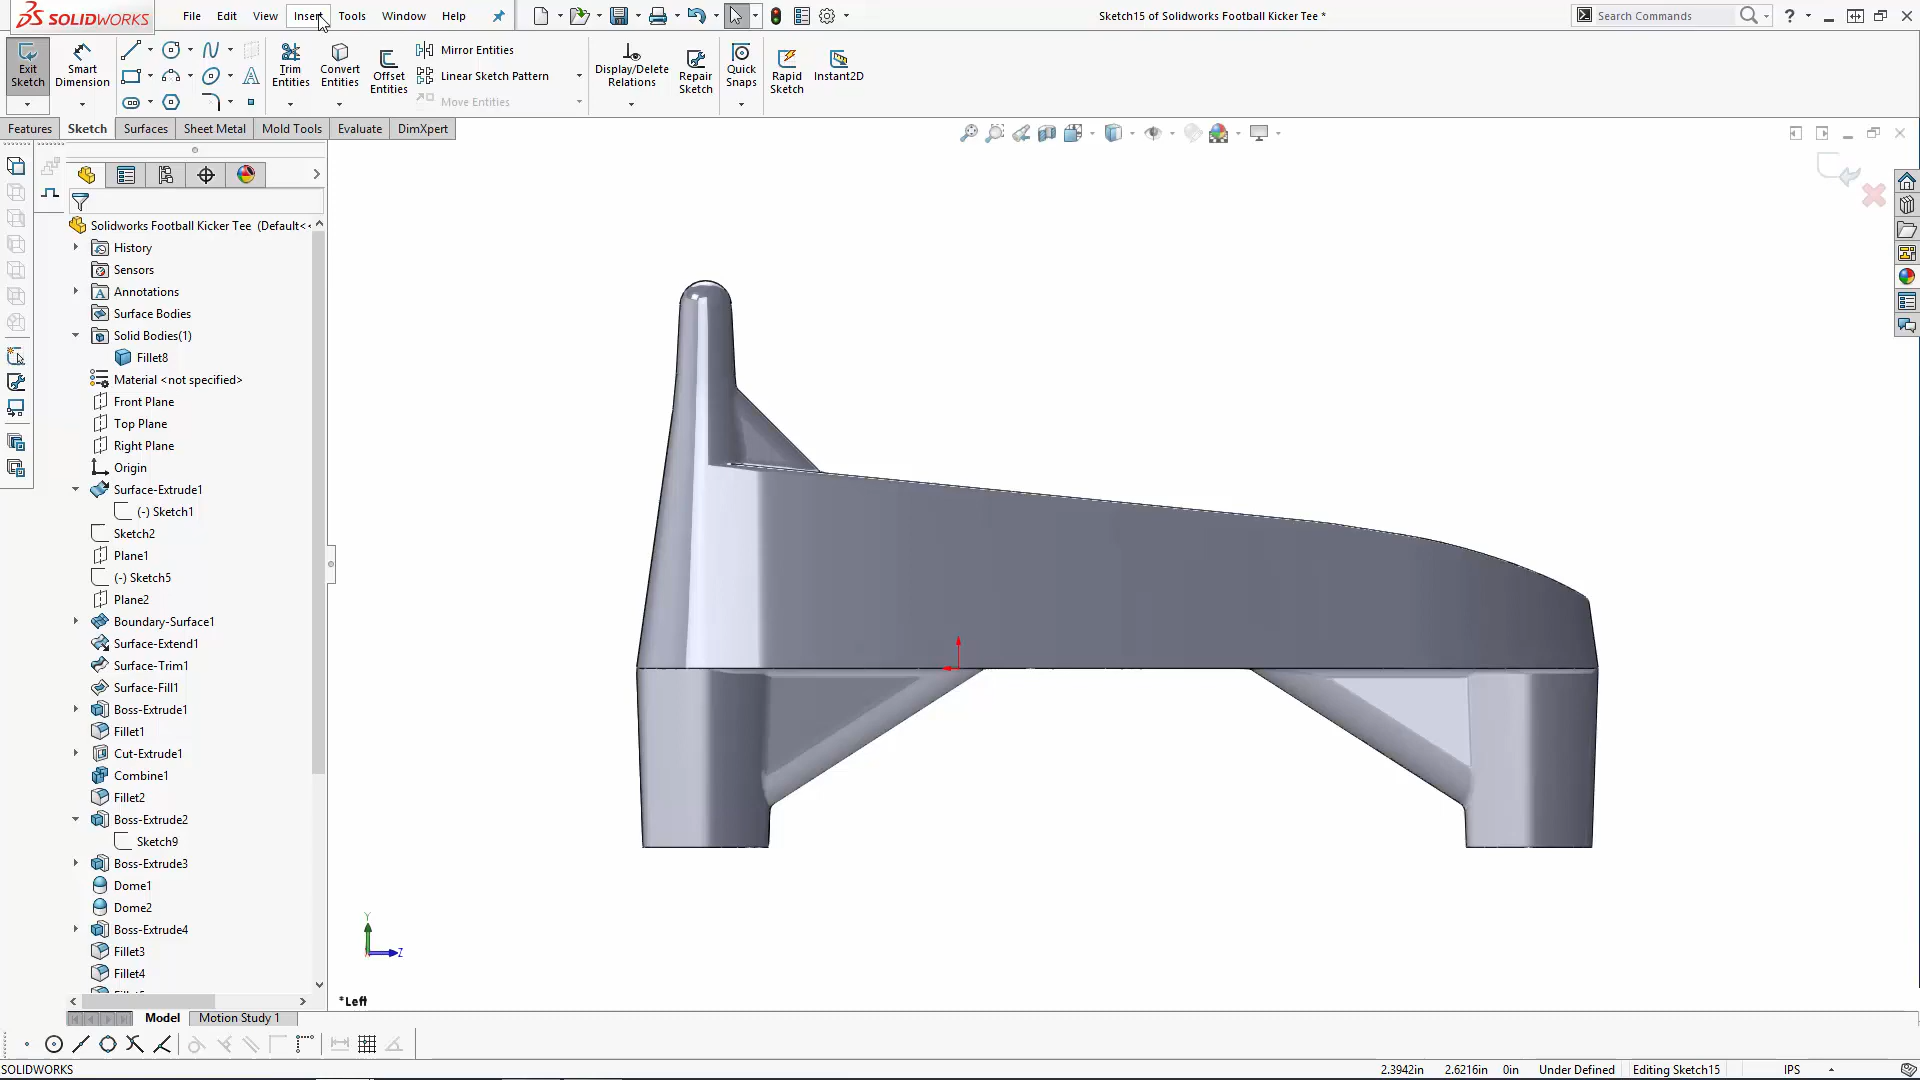 SOLIDWORKS
File Edit View Insert Tools Window Help
Sketch15 of Solidworks Football Kicker Tee *
Search Commands
Exit Sketch
Smart Dimension
Trim Entities
Convert Entities
Offset Entities
Mirror Entities
Linear Sketch Pattern
Move Entities
Display/Delete Relations
Repair Sketch
Quick Snaps
Rapid Sketch
Instant2D
Features Sketch Surfaces Sheet Metal Mold Tools Evaluate DimXpert
Solidworks Football Kicker Tee (Default<
History
Sensors
Annotations
Surface Bodies
Solid Bodies(1)
Fillet8
Material <not specified>
Front Plane
Top Plane
Right Plane
Origin
Surface-Extrude1
(-) Sketch1
Sketch2
Plane1
(-) Sketch5
Plane2
Boundary-Surface1
Surface-Extend1
Surface-Trim1
Surface-Fill1
Boss-Extrude1
Fillet1
Cut-Extrude1
Combine1
Fillet2
Boss-Extrude2
Sketch9
Boss-Extrude3
Dome1
Dome2
Boss-Extrude4
Fillet3
Fillet4
Y
Z
*Left
Model Motion Study 1
SOLIDWORKS
2.3942in 2.6216in 0in Under Defined Editing Sketch15 IPS